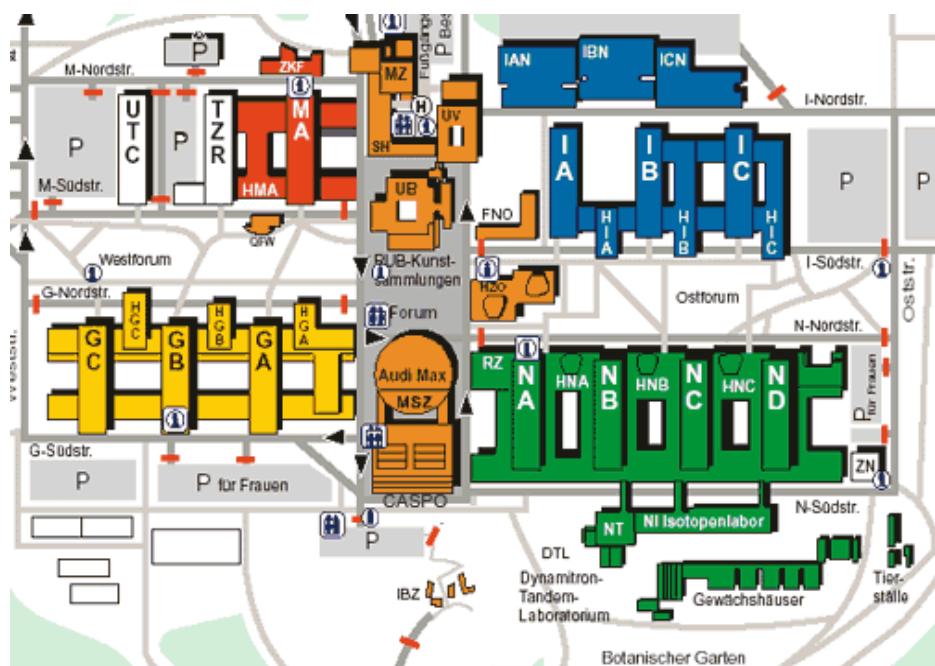 P
ZKF
M-Nordstr.
MZ
Fußgänge
P Be
IAN
IBN
ICN
I-Nordstr.
UTC
TZR
MA
HMA
P
P
H
UV
SH
UB
IA
IB
IC
HIA
HIB
HIC
P
P
M-Südstr.
QFW
FNO
Westforum
RUB-Kunst-
sammlungen
HZO
Ostforum
I-Südstr.
Oststr.
G-Nordstr.
Forum
N-Nordstr.
HGC
HGB
HGA
GC
GB
GA
Audi Max
MSZ
RZ
NA
HNA
NB
HNB
NC
HNC
ND
P für Frauen
G-Südstr.
P
P für Frauen
CASPO
ZN
N-Südstr.
P
NT
NI Isotopenlabor
DTL
Dynamitron-
Tandem-
Laboratorium
IBZ
Gewächshäuser
Tier-
ställe
Botanischer Garten